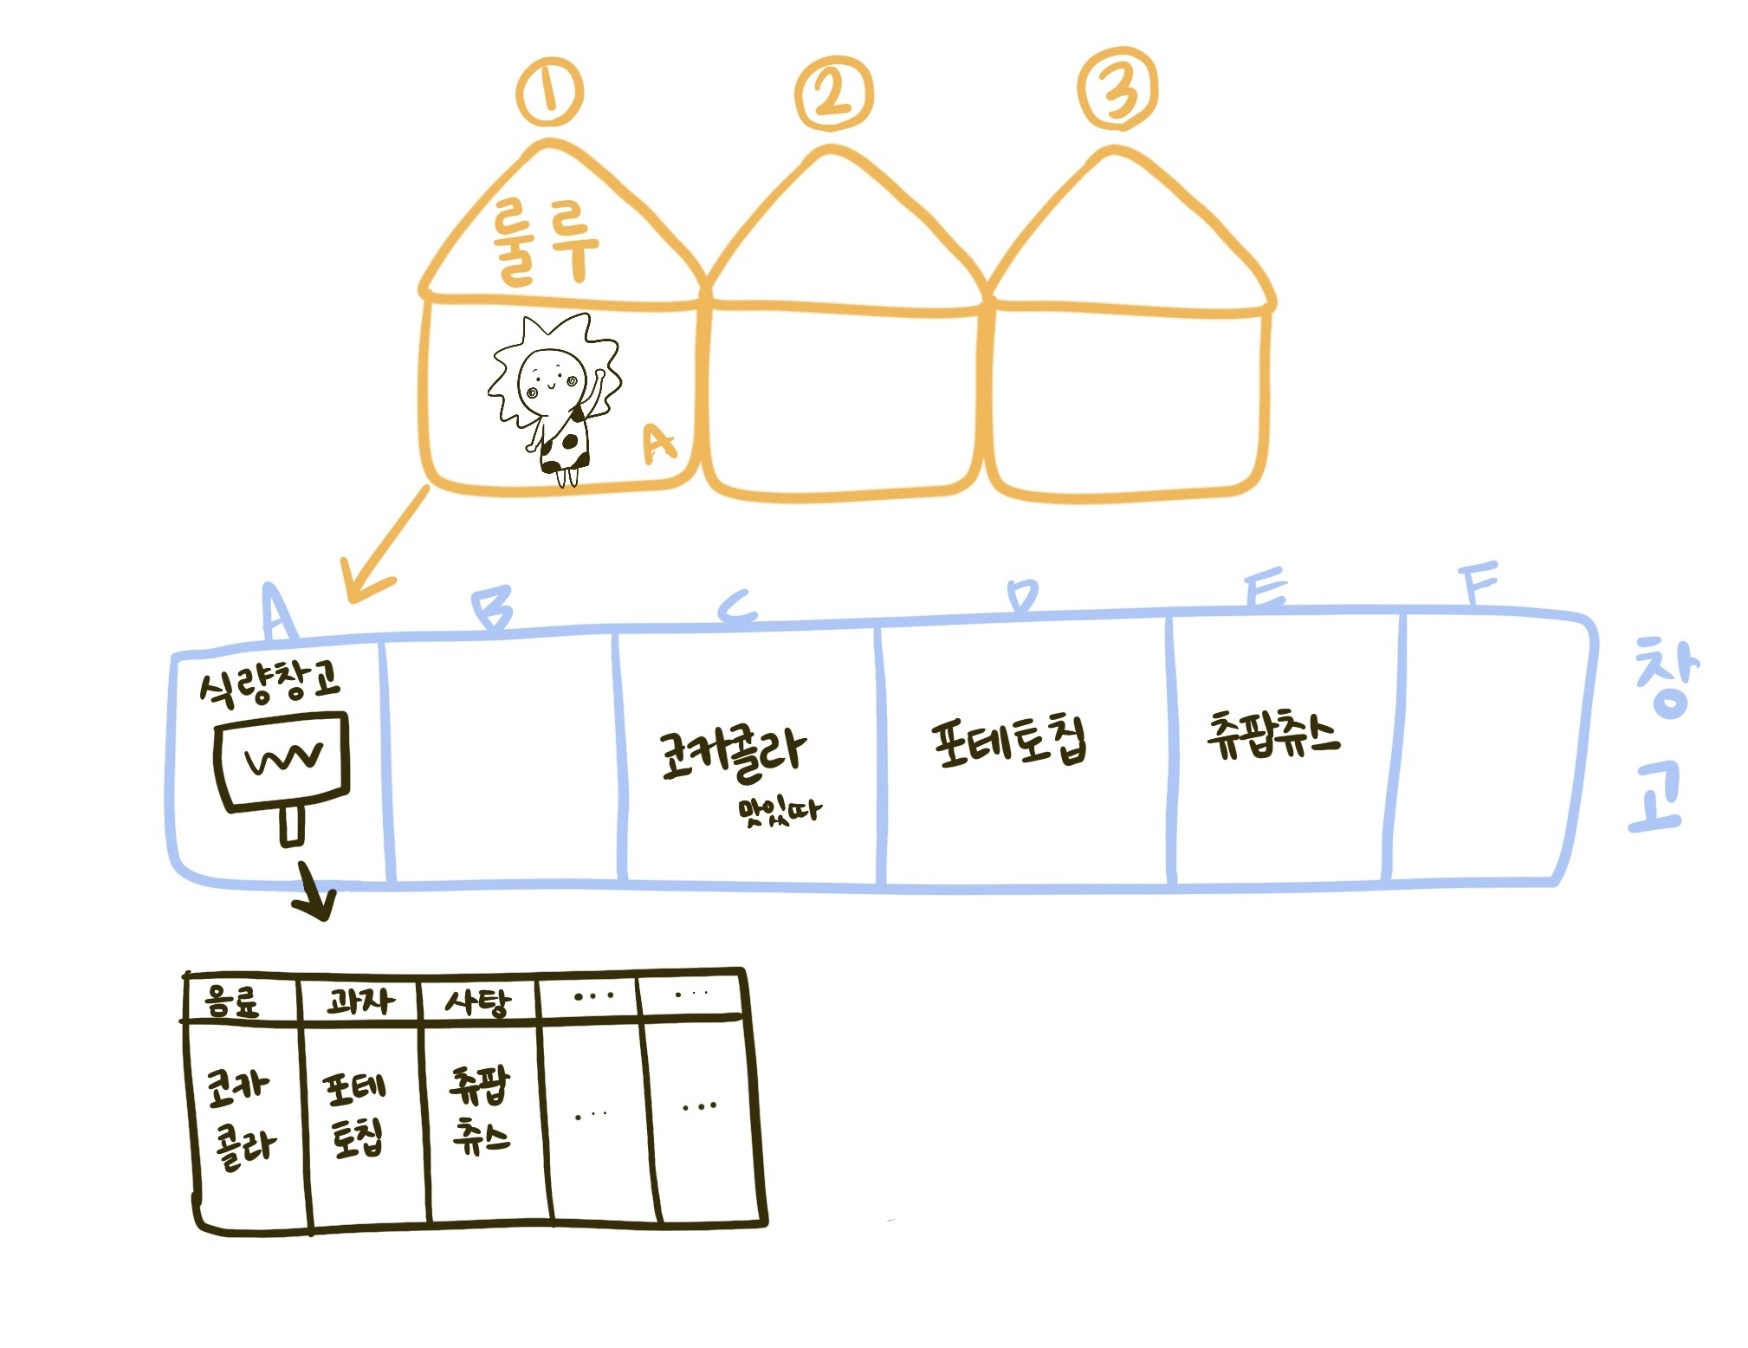 ① ② ③
룰루
A
A B C D E F
창고
식량창고
코카콜라
맛있따
포테토칩
츄팝츄스
음료 과자 사탕 ... ...
코카 포테 츄팝 ... ...
콜라 토칩 츄스